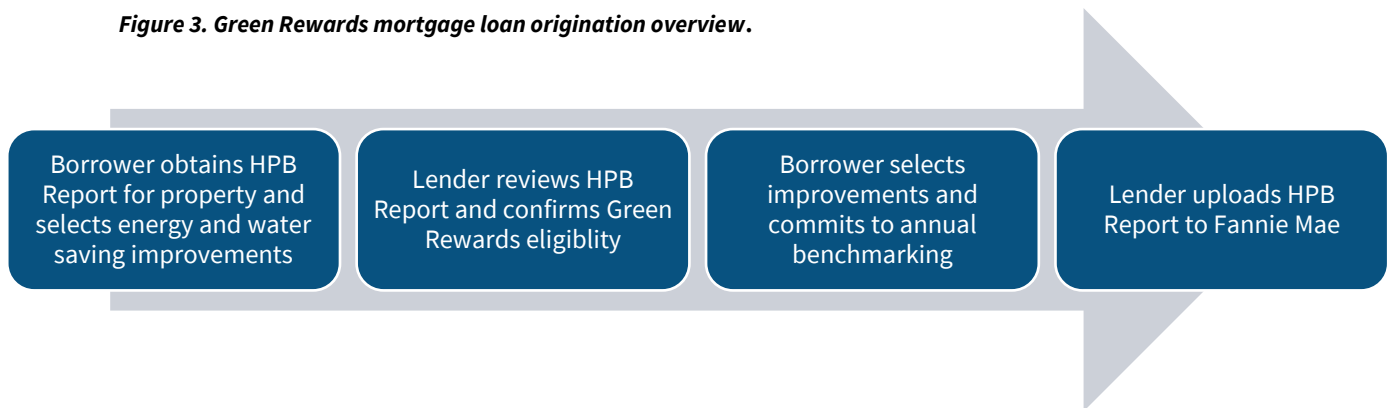 Figure 3. Green Rewards mortgage loan origination overview.
Borrower obtains HPB
Report for property and
selects energy and water
saving improvements
Lender reviews HPB
Report and confirms Green
Rewards eligiblity
Borrower selects
improvements and
commits to annual
benchmarking
Lender uploads HPB
Report to Fannie Mae